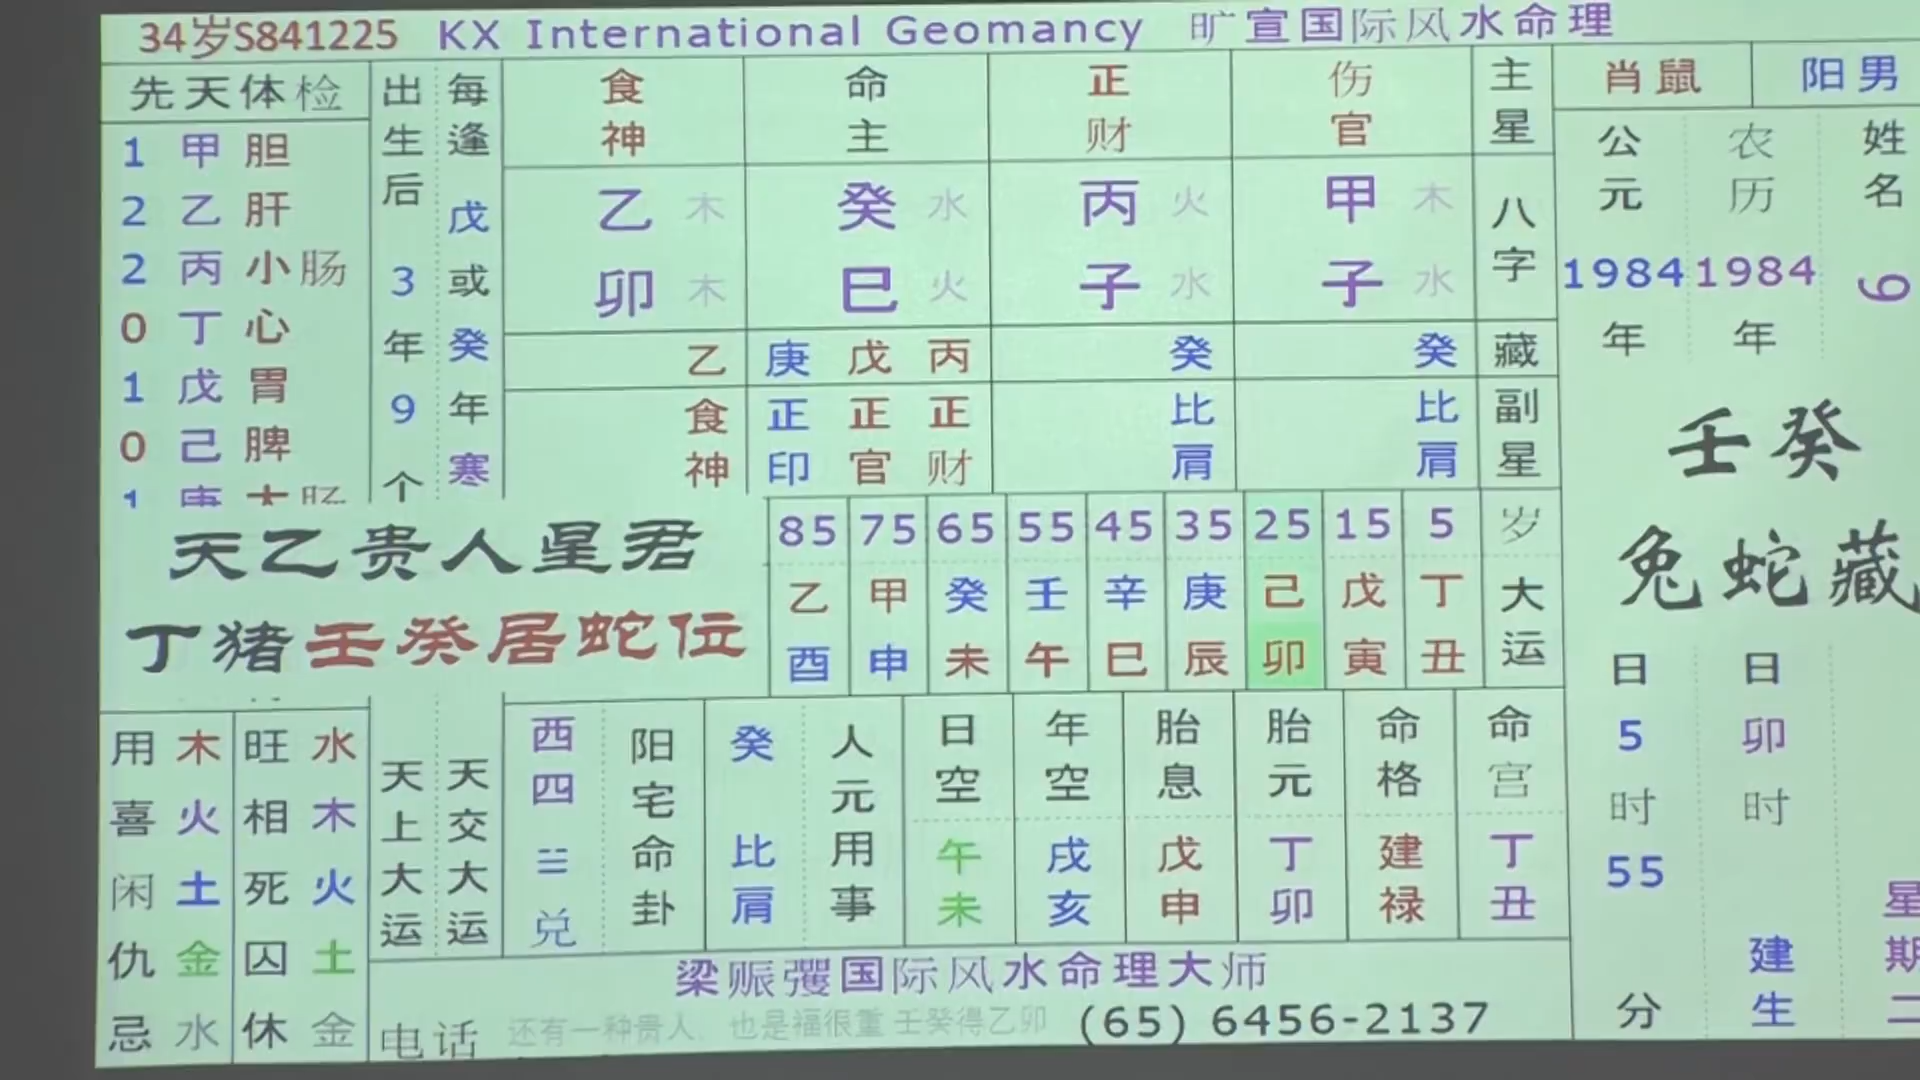 34岁S841225 KX International Geomancy 旷宣国际风水命理
先天体检 出生后3年9个 每逢戊或癸年寒 食神 命主 正财 伤官 主星 肖鼠 阳男
1 甲 胆
2 乙 肝
2 丙 小肠
0 丁 心
1 戊 胃
0 己 脾
1 庚 大肠
乙 木 癸 水 丙 火 甲 木 八字
卯 木 巳 火 子 水 子 水
乙 庚 戊 丙 癸 癸 藏
食神 正印 正官 正财 比肩 比肩 副星
公元 农历 姓名
1984 1984
年 年
壬癸
兔蛇藏
天乙贵人星君
丁猪壬癸居蛇位
85 75 65 55 45 35 25 15 5 岁
乙 甲 癸 壬 辛 庚 己 戊 丁 大运
酉 申 未 午 巳 辰 卯 寅 丑
日 日
5 卯
时 时
55
建 星
分 生 期
二
用 木 旺 水
喜 火 相 木
闲 土 死 火
仇 金 囚 土
忌 水 休 金
天上大运 天交大运
西四 ☱ 兑 阳宅命卦
癸 比肩 人元用事
日空 年空 胎息 胎元 命格 命宫
午未 戌亥 戊申 丁卯 建禄 丁丑
梁赈彏国际风水命理大师
电话 还有一种贵人，也是福很重 壬癸得乙卯 (65) 6456-2137